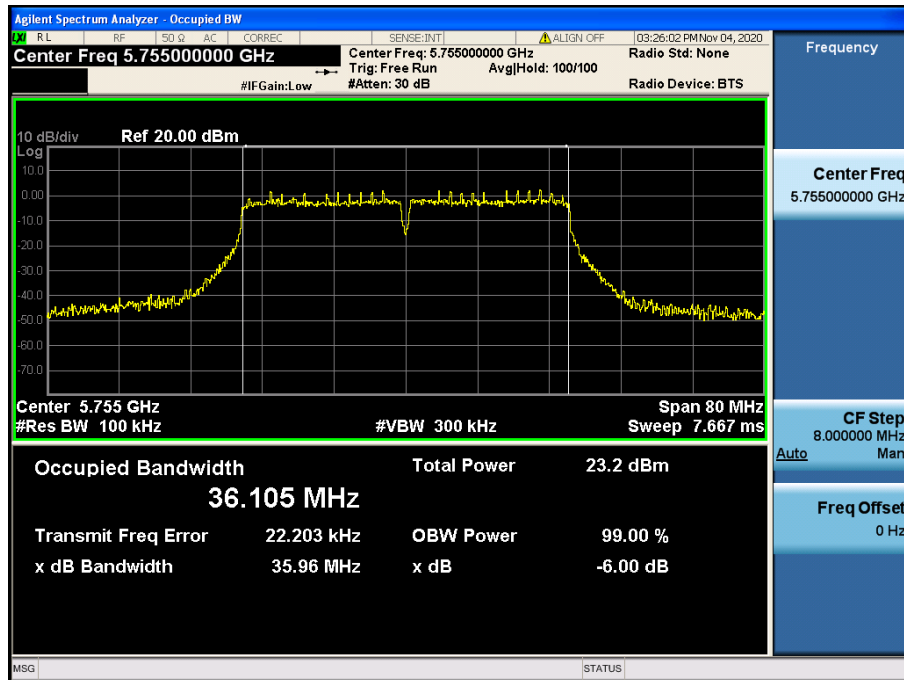 Agilent Spectrum Analyzer - Occupied BW
LXI RL RF 50 Ω AC CORREC SENSE:INT ALIGN OFF 03:26:02 PM Nov 04, 2020
Center Freq 5.755000000 GHz
Center Freq: 5.755000000 GHz
Radio Std: None
Trig: Free Run Avg|Hold: 100/100
#IFGain:Low #Atten: 30 dB Radio Device: BTS
Frequency
10 dB/div Ref 20.00 dBm
Log
10.0
0.00
-10.0
-20.0
-30.0
-40.0
-50.0
-60.0
-70.0
Center 5.755 GHz Span 80 MHz
#Res BW 100 kHz #VBW 300 kHz Sweep 7.667 ms
Center Freq
5.755000000 GHz
CF Step
8.000000 MHz
Auto Man
Freq Offset
0 Hz
Occupied Bandwidth Total Power 23.2 dBm
36.105 MHz
Transmit Freq Error 22.203 kHz OBW Power 99.00 %
x dB Bandwidth 35.96 MHz x dB -6.00 dB
MSG STATUS